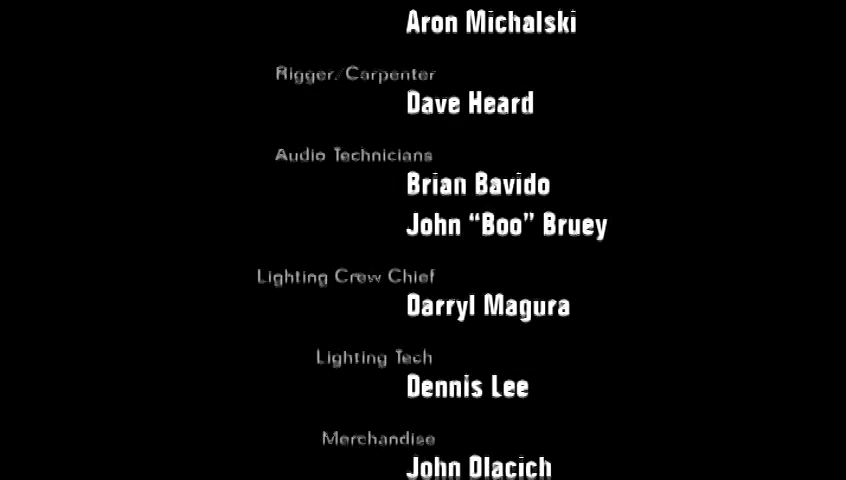 Aron Michalski
Rigger/Carpenter
Dave Heard
Audio Technicians
Brian Bavido
John “Boo” Bruey
Lighting Crew Chief
Darryl Magura
Lighting Tech
Dennis Lee
Merchandise
John Olacich